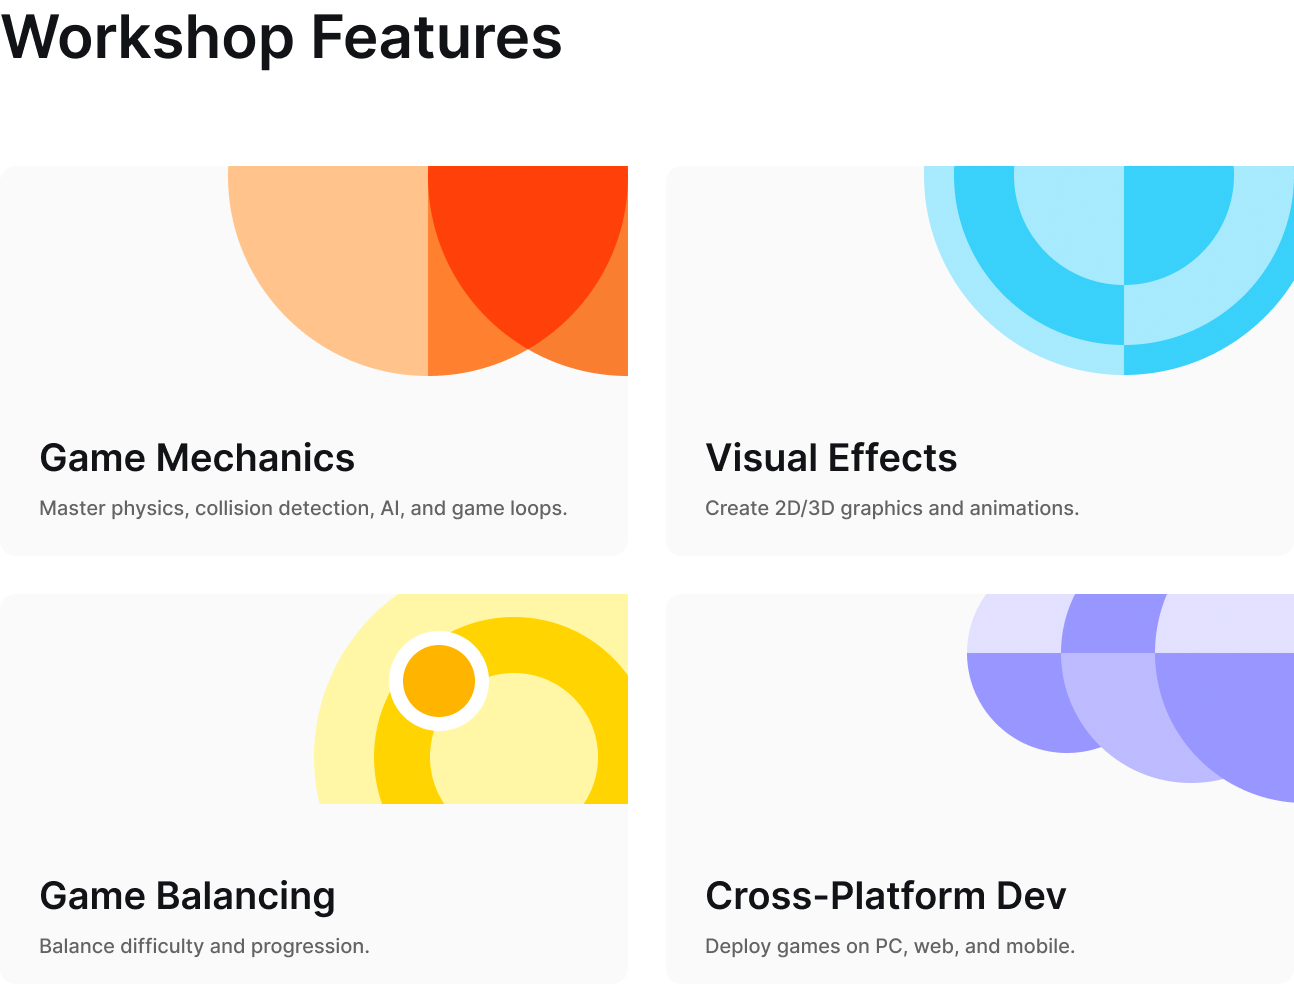 Workshop Features
Game Mechanics
Master physics, collision detection, AI, and game loops.
Visual Effects
Create 2D/3D graphics and animations.
Game Balancing
Balance difficulty and progression.
Cross-Platform Dev
Deploy games on PC, web, and mobile.